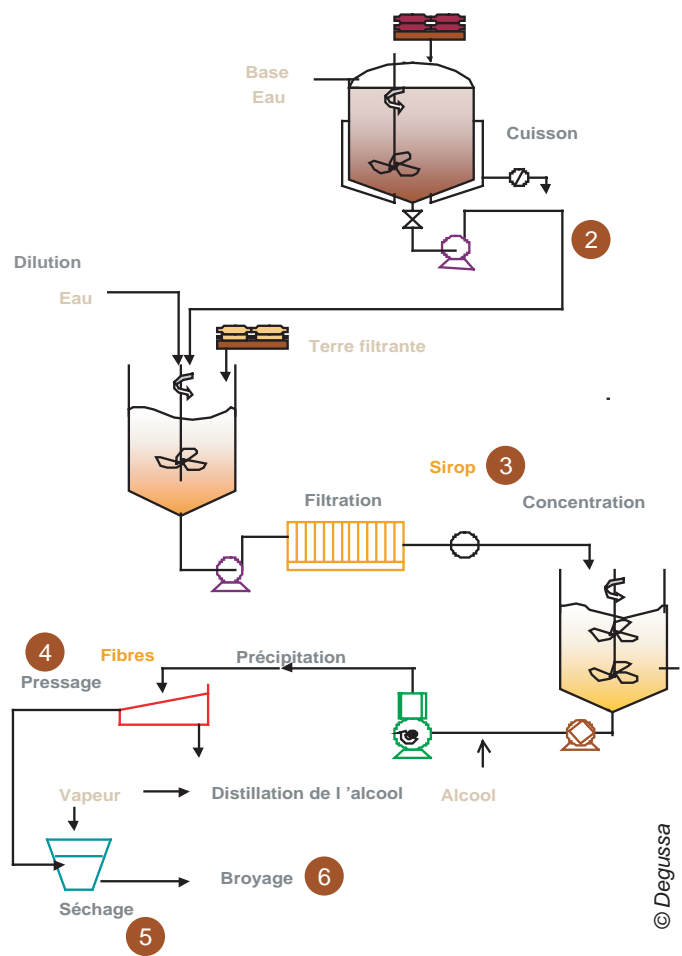 Base
Eau
Cuisson
2
Dilution
Eau
Terre filtrante
Sirop 3
Filtration
Concentration
4
Fibres
Précipitation
Pressage
Vapeur
Distillation de l ’alcool
Alcool
Broyage 6
Séchage
5
© Degussa